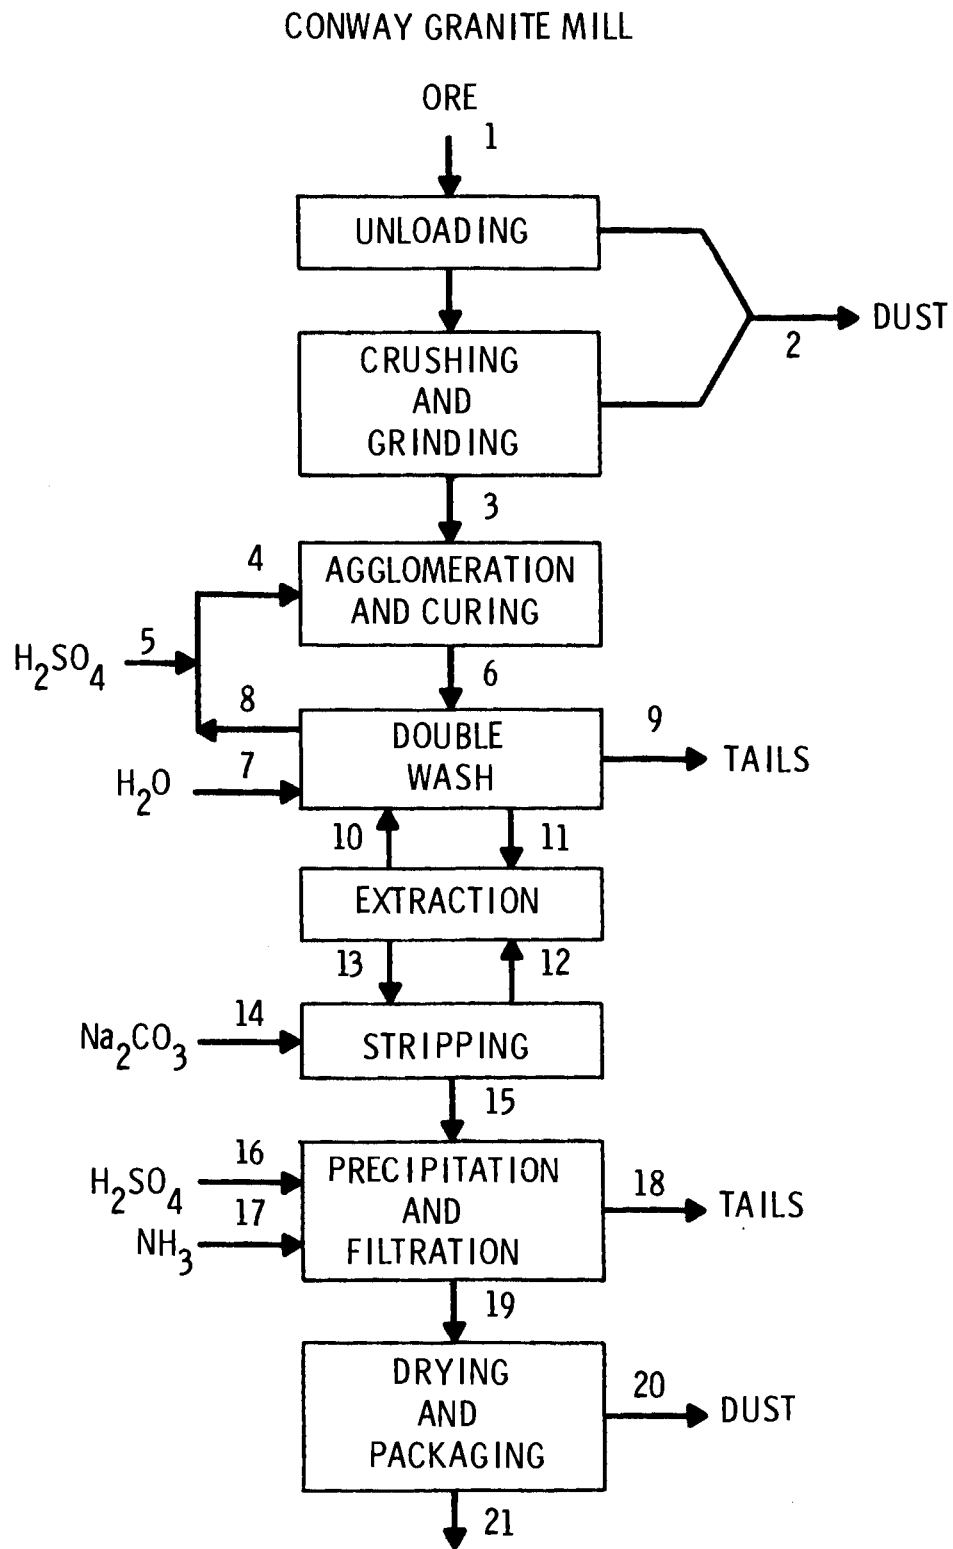 CONWAY GRANITE MILL
ORE
1
UNLOADING
DUST
2
CRUSHING
AND
GRINDING
3
4
AGGLOMERATION
AND CURING
H₂SO₄
5
6
8
DOUBLE
WASH
9
TAILS
H₂O
7
10
11
EXTRACTION
13
12
Na₂CO₃
14
STRIPPING
15
H₂SO₄
16
PRECIPITATION
AND
FILTRATION
18
TAILS
NH₃
17
19
DRYING
AND
PACKAGING
20
DUST
21